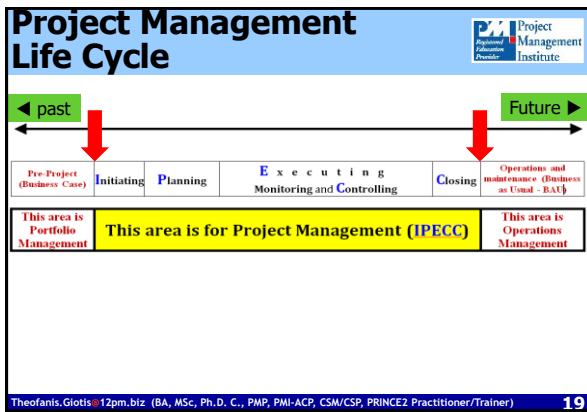 Project Management
Life Cycle
PMI
Registered
Education
Provider
Project
Management
Institute
◄ past
Future ►
Pre-Project
(Business Case)
Initiating
Planning
E x e c u t i n g
Monitoring and Controlling
Closing
Operations and
maintenance (Business
as Usual - BAU)
This area is
Portfolio
Management
This area is for Project Management (IPECC)
This area is
Operations
Management
Theofanis.Giotis@12pm.biz (BA, MSc, Ph.D. C., PMP, PMI-ACP, CSM/CSP, PRINCE2 Practitioner/Trainer)
19